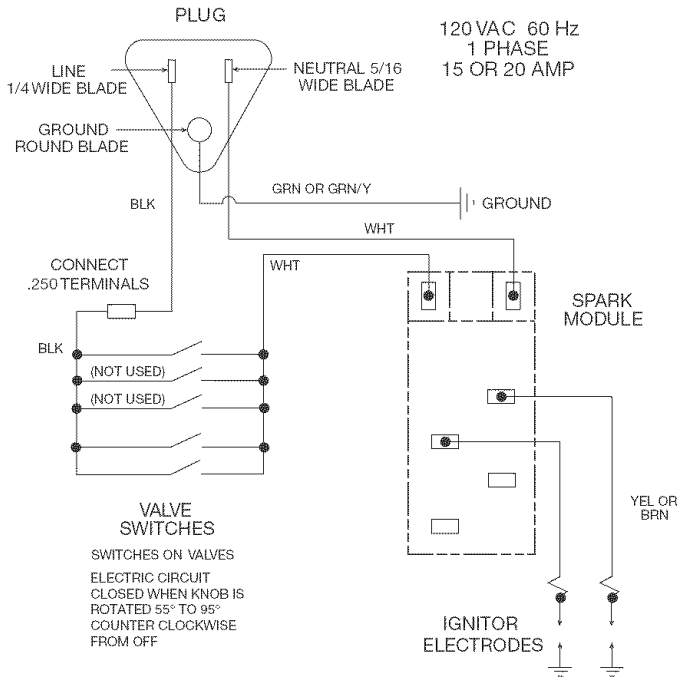 PLUG
120 VAC 60 Hz
1 PHASE
15 OR 20 AMP
LINE
1/4 WIDE BLADE
NEUTRAL 5/16
WIDE BLADE
GROUND
ROUND BLADE
GRN OR GRN/Y
GROUND
BLK
WHT
WHT
CONNECT
.250 TERMINALS
SPARK
MODULE
BLK
(NOT USED)
(NOT USED)
YEL OR
BRN
VALVE
SWITCHES
SWITCHES ON VALVES
ELECTRIC CIRCUIT
CLOSED WHEN KNOB IS
ROTATED 55° TO 95°
COUNTER CLOCKWISE
FROM OFF
IGNITOR
ELECTRODES